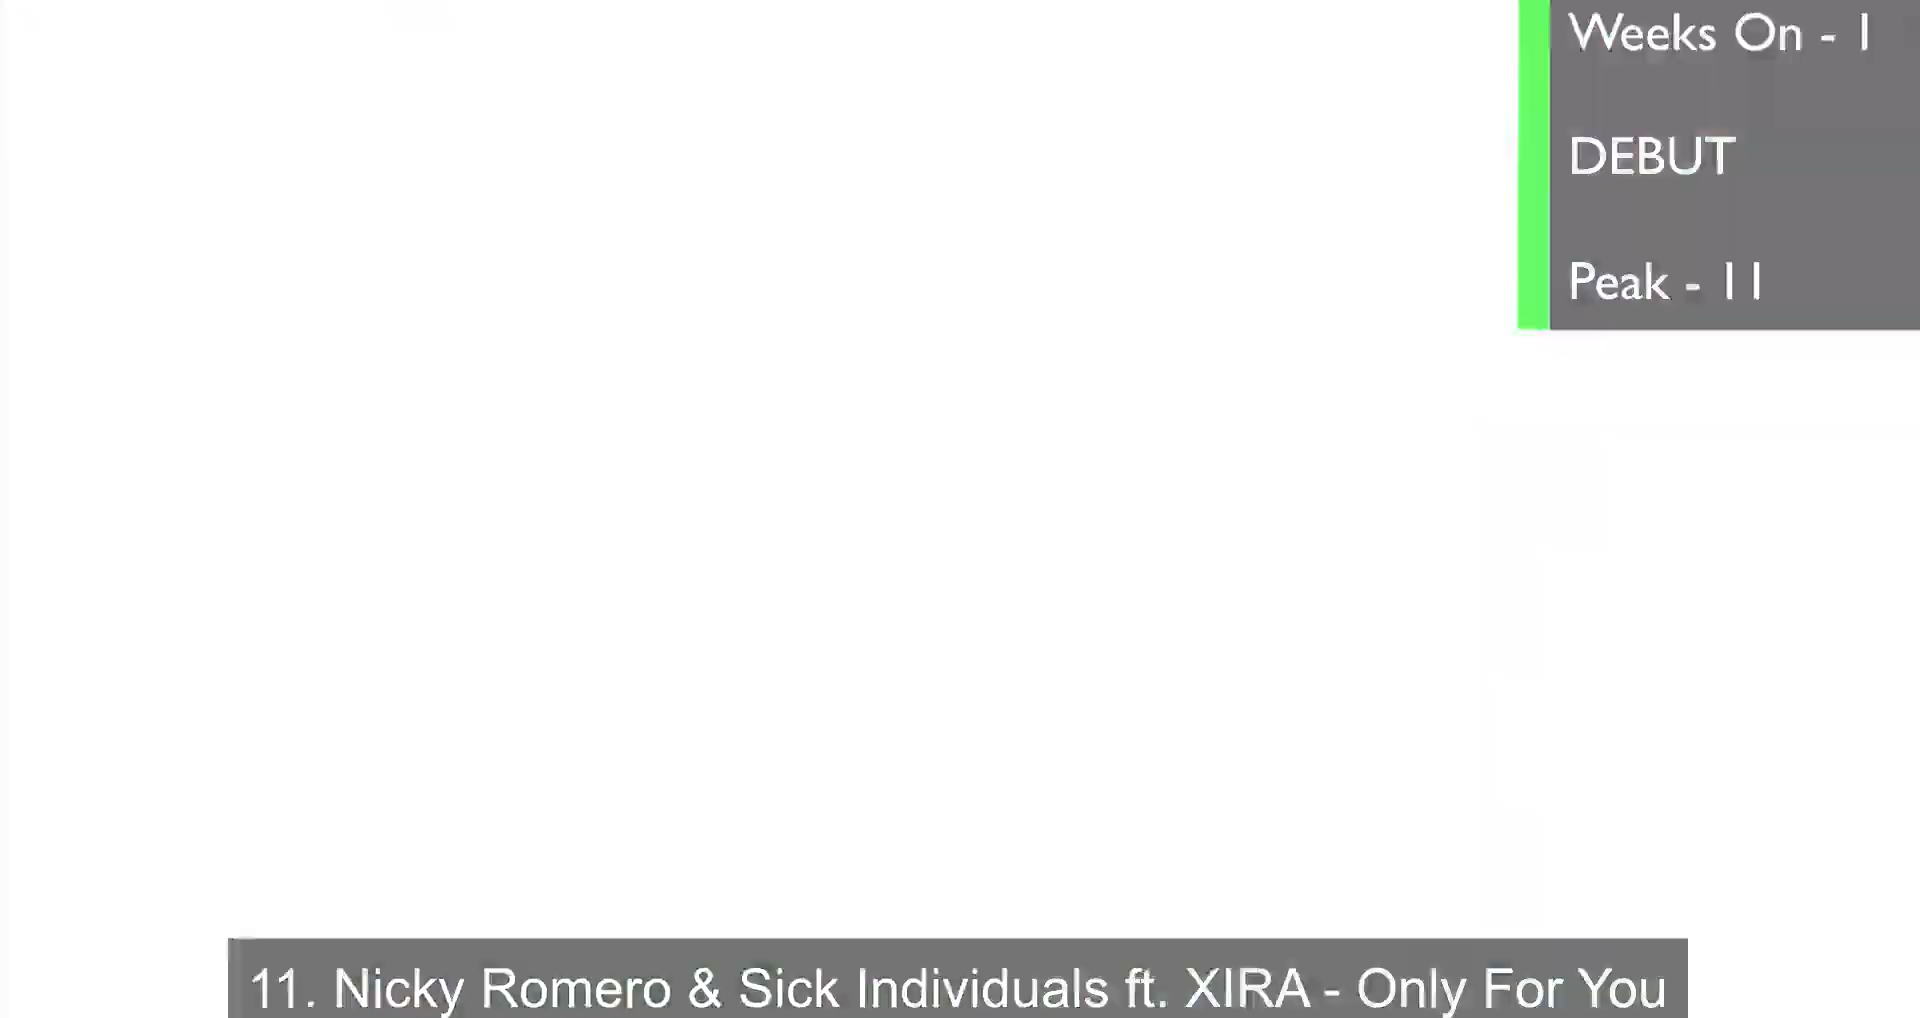 Weeks On - 1
DEBUT
Peak - 11
11. Nicky Romero & Sick Individuals ft. XIRA - Only For You